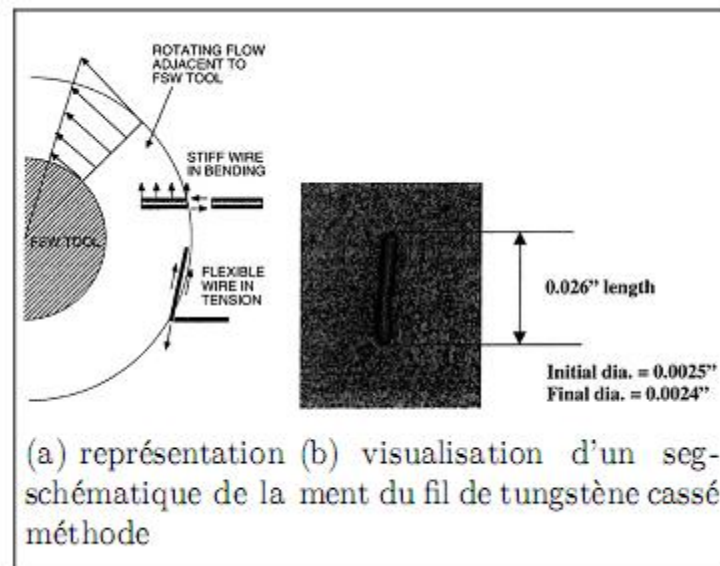 ROTATING FLOW
ADJACENT TO
FSW TOOL
STIFF WIRE
IN BENDING
FSW TOOL
FLEXIBLE
WIRE IN
TENSION
0.026” length
Initial dia. = 0.0025”
Final dia. = 0.0024”
(a) représentation
schématique de la
méthode
(b) visualisation d'un seg-
ment du fil de tungstène cassé